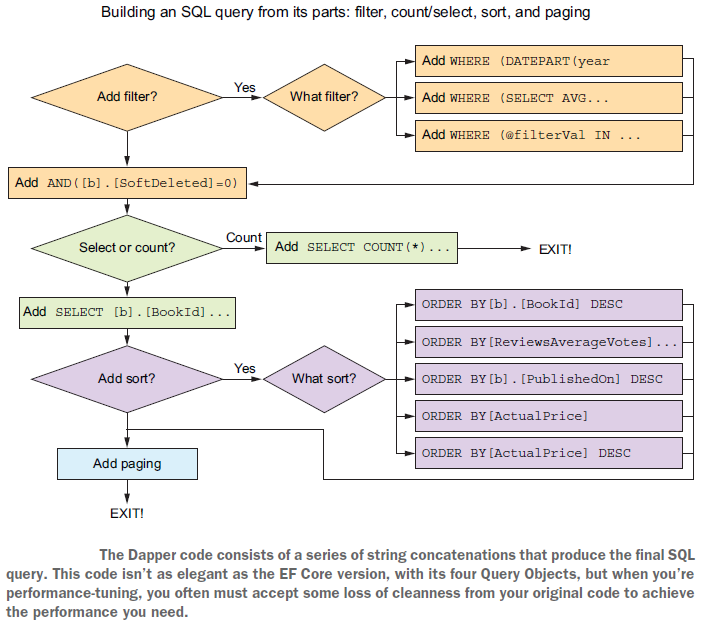 Building an SQL query from its parts: filter, count/select, sort, and paging
Add filter?
Yes
What filter?
Add WHERE (DATEPART(year
Add WHERE (SELECT AVG...
Add WHERE (@filterVal IN ...
Add AND([b].[SoftDeleted]=0)
Select or count?
Count
Add SELECT COUNT(*)...
EXIT!
Add SELECT [b].[BookId]...
Add sort?
Yes
What sort?
ORDER BY[b].[BookId] DESC
ORDER BY[ReviewsAverageVotes]...
ORDER BY[b].[PublishedOn] DESC
ORDER BY[ActualPrice]
ORDER BY[ActualPrice] DESC
Add paging
EXIT!
The Dapper code consists of a series of string concatenations that produce the final SQL
query. This code isn't as elegant as the EF Core version, with its four Query Objects, but when you're
performance-tuning, you often must accept some loss of cleanness from your original code to achieve
the performance you need.